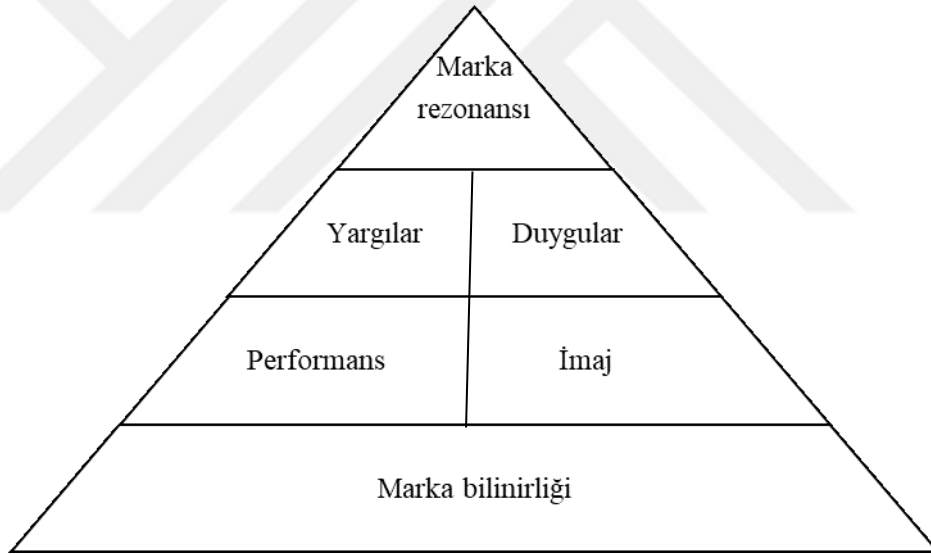 Marka
rezonansı
Yargılar
Duygular
Performans
İmaj
Marka bilinirliği